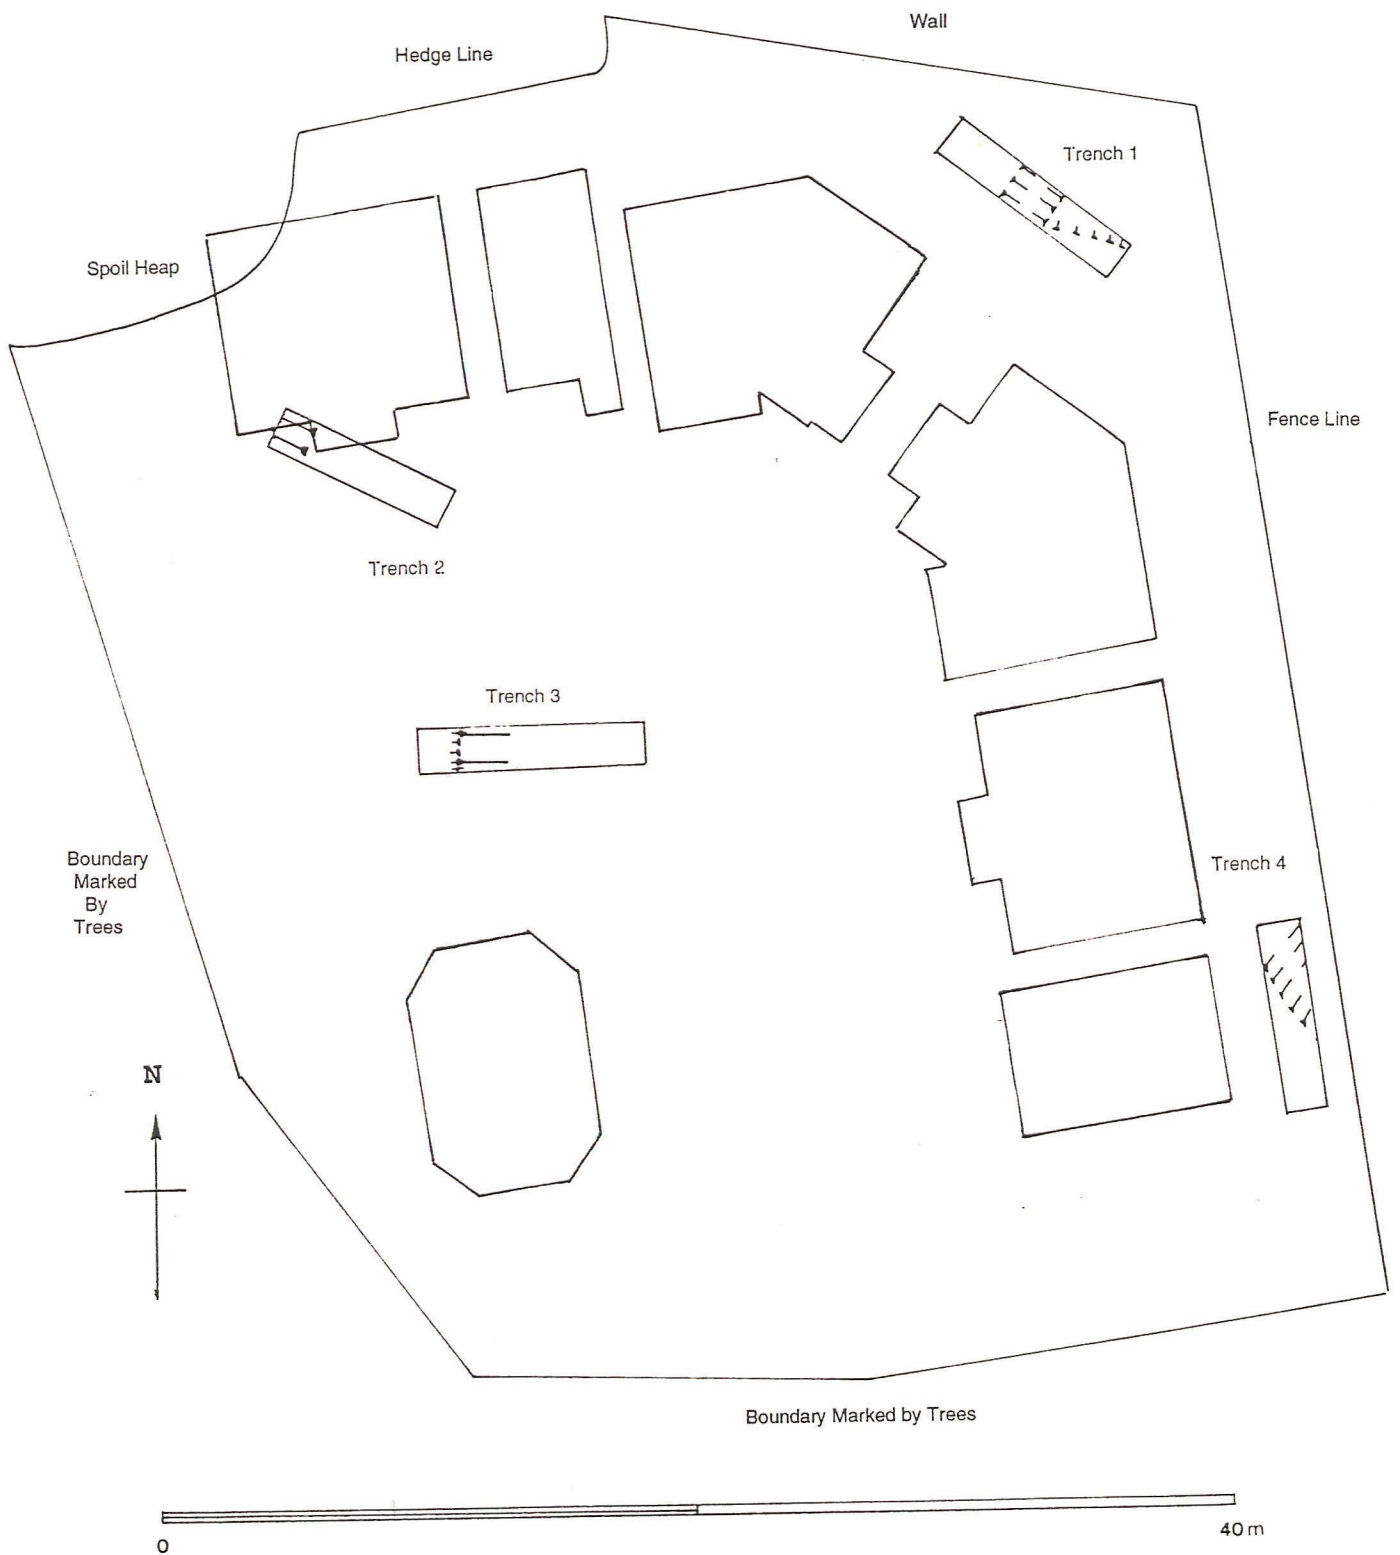 Wall
Hedge Line
Trench 1
Spoil Heap
Fence Line
Trench 2
Trench 3
Boundary
Marked
By
Trees
Trench 4
N
Boundary Marked by Trees
0
40 m